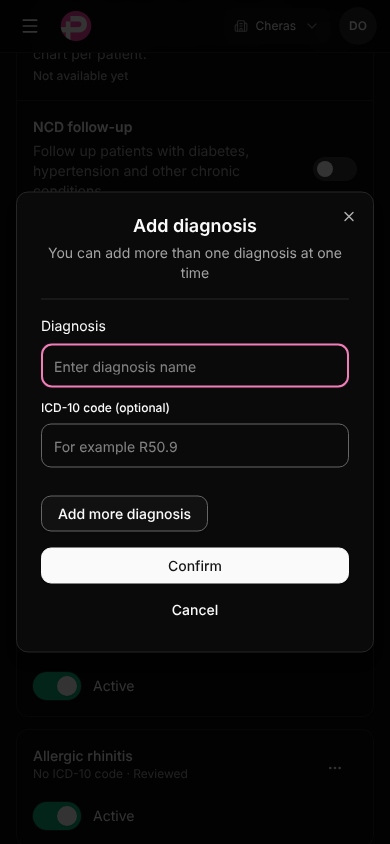 Cheras
DO
chart per patient.
Not available yet
NCD follow-up
Follow up patients with diabetes,
hypertension and other chronic
conditions
Add diagnosis
You can add more than one diagnosis at one
time
Diagnosis
Enter diagnosis name
ICD-10 code (optional)
For example R50.9
Add more diagnosis
Confirm
Cancel
Active
Allergic rhinitis
No ICD-10 code · Reviewed
Active